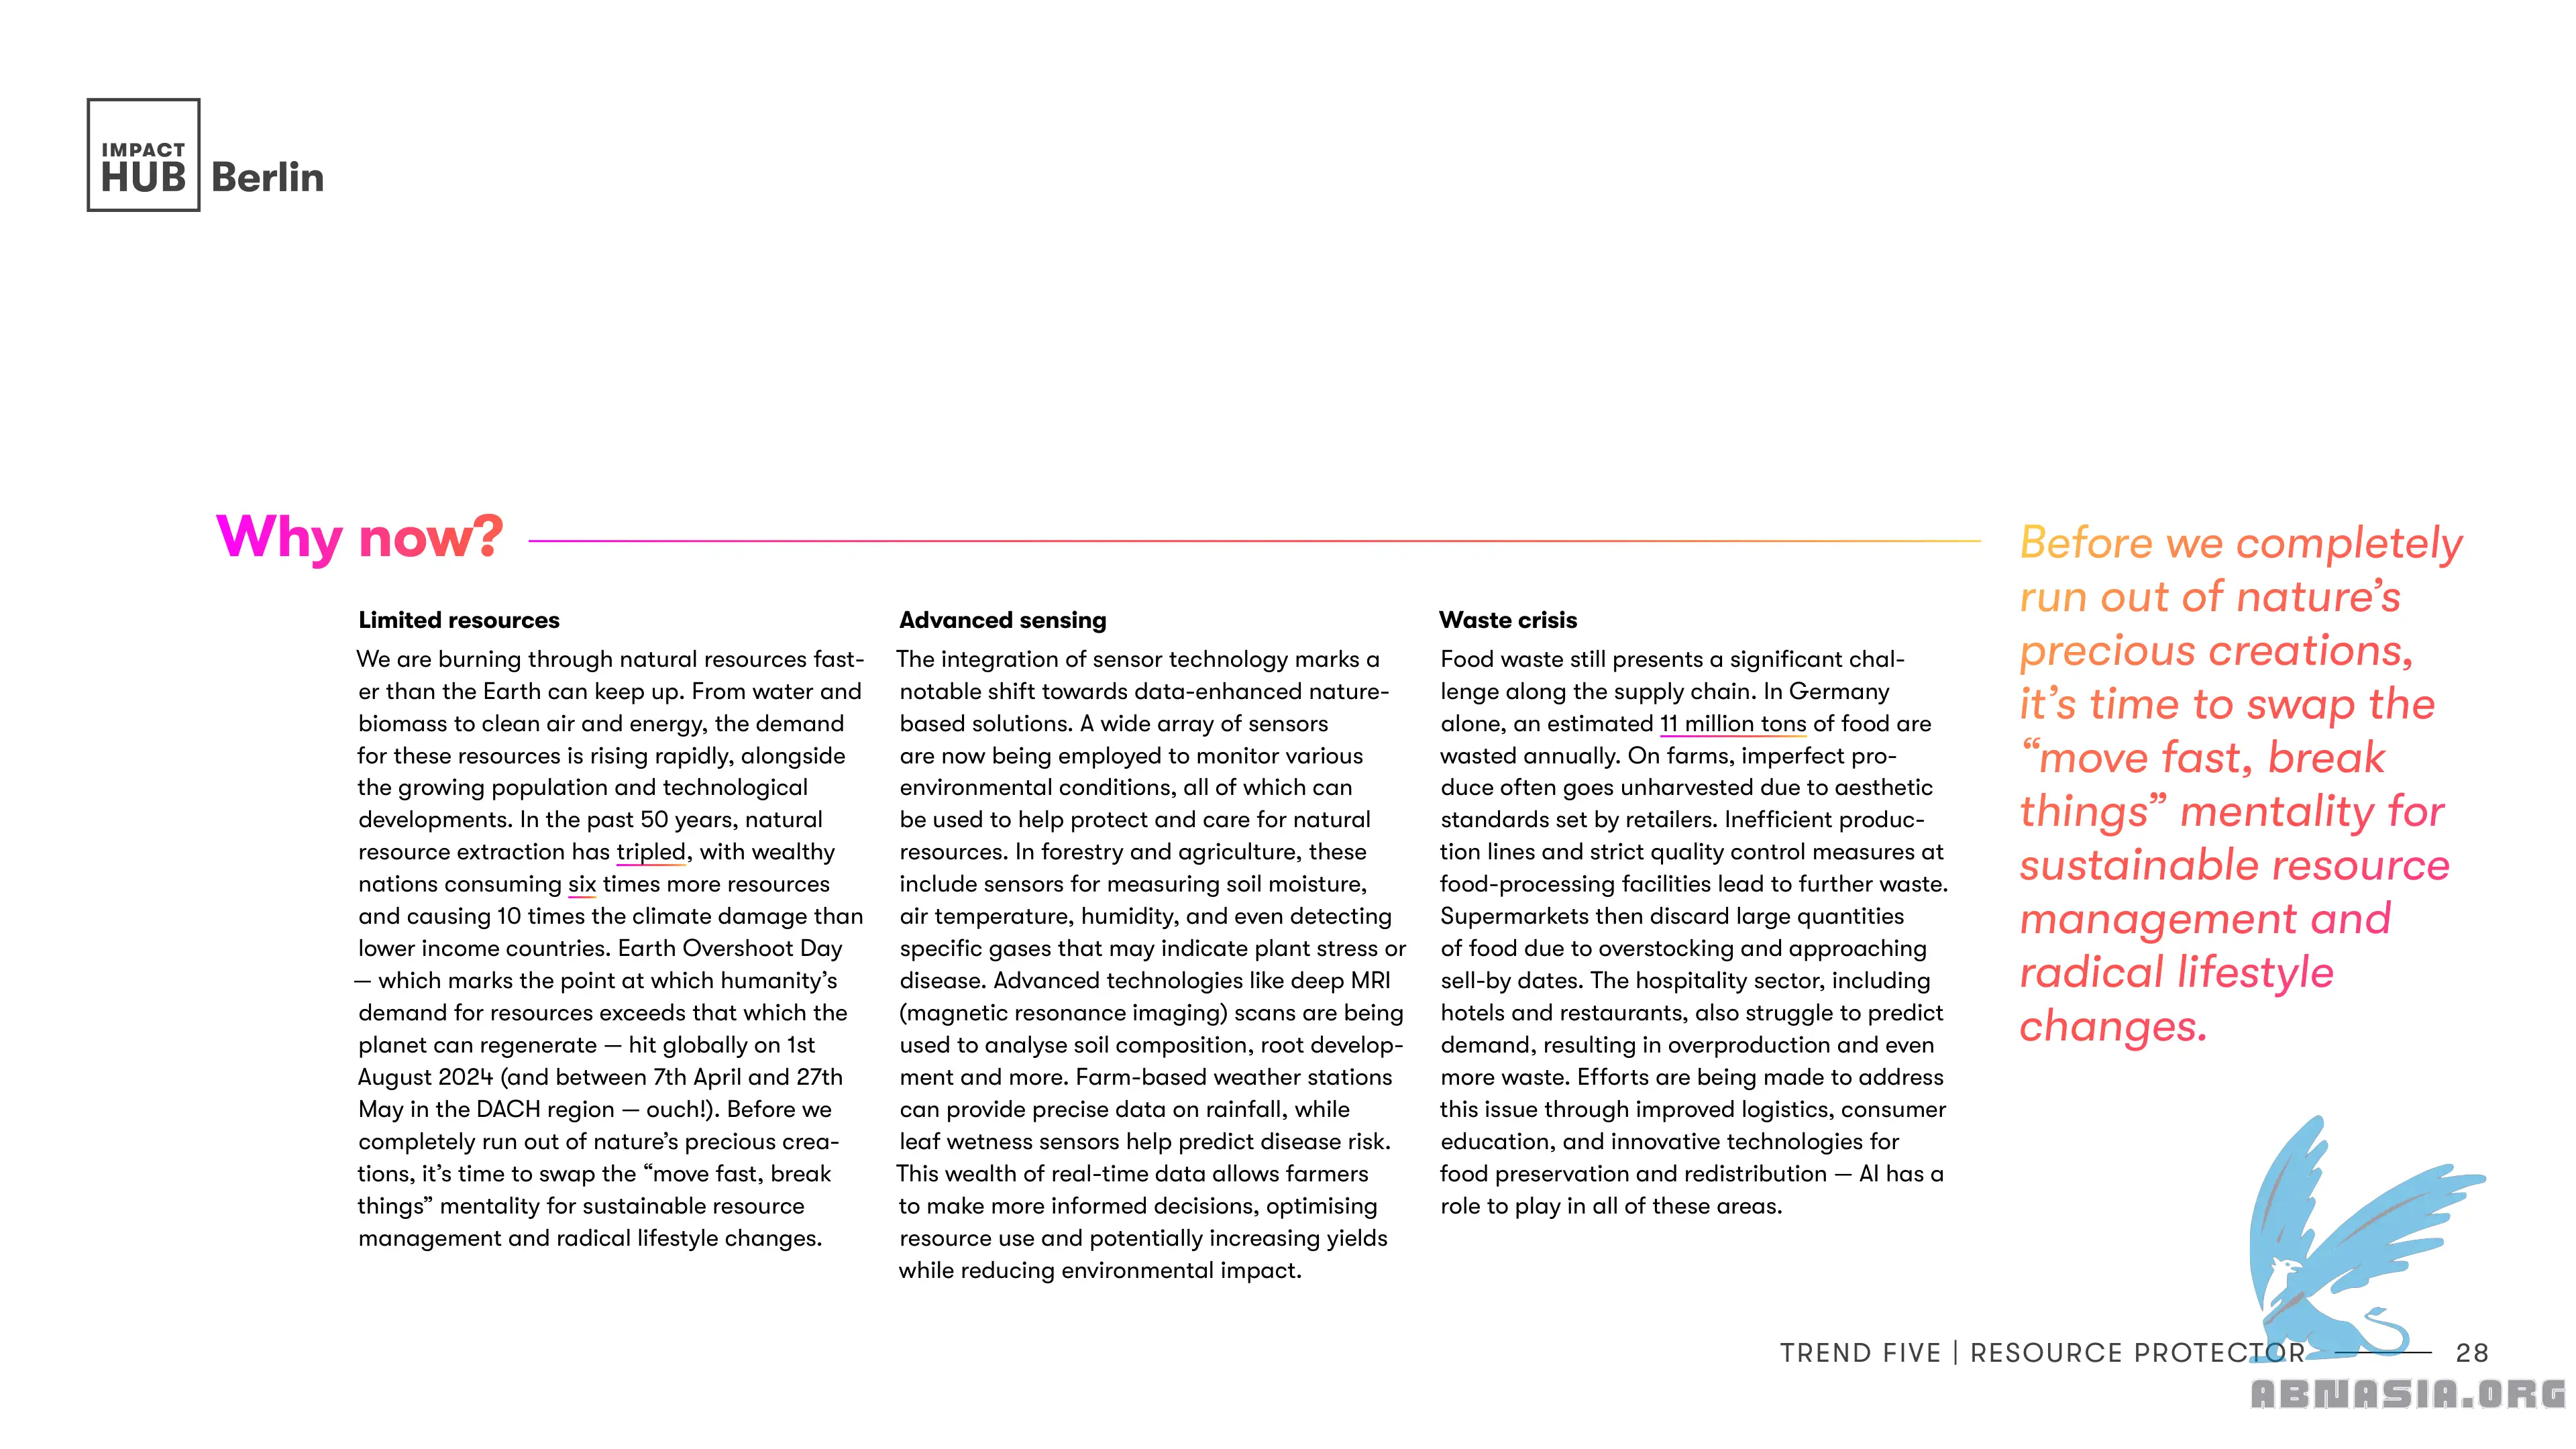 IMPACT
HUB Berlin
Why now?
Limited resources
We are burning through natural resources fast-
er than the Earth can keep up. From water and
biomass to clean air and energy, the demand
for these resources is rising rapidly, alongside
the growing population and technological
developments. In the past 50 years, natural
resource extraction has tripled, with wealthy
nations consuming six times more resources
and causing 10 times the climate damage than
lower income countries. Earth Overshoot Day
— which marks the point at which humanity’s
demand for resources exceeds that which the
planet can regenerate — hit globally on 1st
August 2024 (and between 7th April and 27th
May in the DACH region — ouch!). Before we
completely run out of nature’s precious crea-
tions, it’s time to swap the “move fast, break
things” mentality for sustainable resource
management and radical lifestyle changes.
Advanced sensing
The integration of sensor technology marks a
notable shift towards data-enhanced nature-
based solutions. A wide array of sensors
are now being employed to monitor various
environmental conditions, all of which can
be used to help protect and care for natural
resources. In forestry and agriculture, these
include sensors for measuring soil moisture,
air temperature, humidity, and even detecting
specific gases that may indicate plant stress or
disease. Advanced technologies like deep MRI
(magnetic resonance imaging) scans are being
used to analyse soil composition, root develop-
ment and more. Farm-based weather stations
can provide precise data on rainfall, while
leaf wetness sensors help predict disease risk.
This wealth of real-time data allows farmers
to make more informed decisions, optimising
resource use and potentially increasing yields
while reducing environmental impact.
Waste crisis
Food waste still presents a significant chal-
lenge along the supply chain. In Germany
alone, an estimated 11 million tons of food are
wasted annually. On farms, imperfect pro-
duce often goes unharvested due to aesthetic
standards set by retailers. Inefficient produc-
tion lines and strict quality control measures at
food-processing facilities lead to further waste.
Supermarkets then discard large quantities
of food due to overstocking and approaching
sell-by dates. The hospitality sector, including
hotels and restaurants, also struggle to predict
demand, resulting in overproduction and even
more waste. Efforts are being made to address
this issue through improved logistics, consumer
education, and innovative technologies for
food preservation and redistribution — AI has a
role to play in all of these areas.
Before we completely
run out of nature’s
precious creations,
it’s time to swap the
“move fast, break
things” mentality for
sustainable resource
management and
radical lifestyle
changes.
TREND FIVE | RESOURCE PROTECTOR 28
ABNASIA.ORG